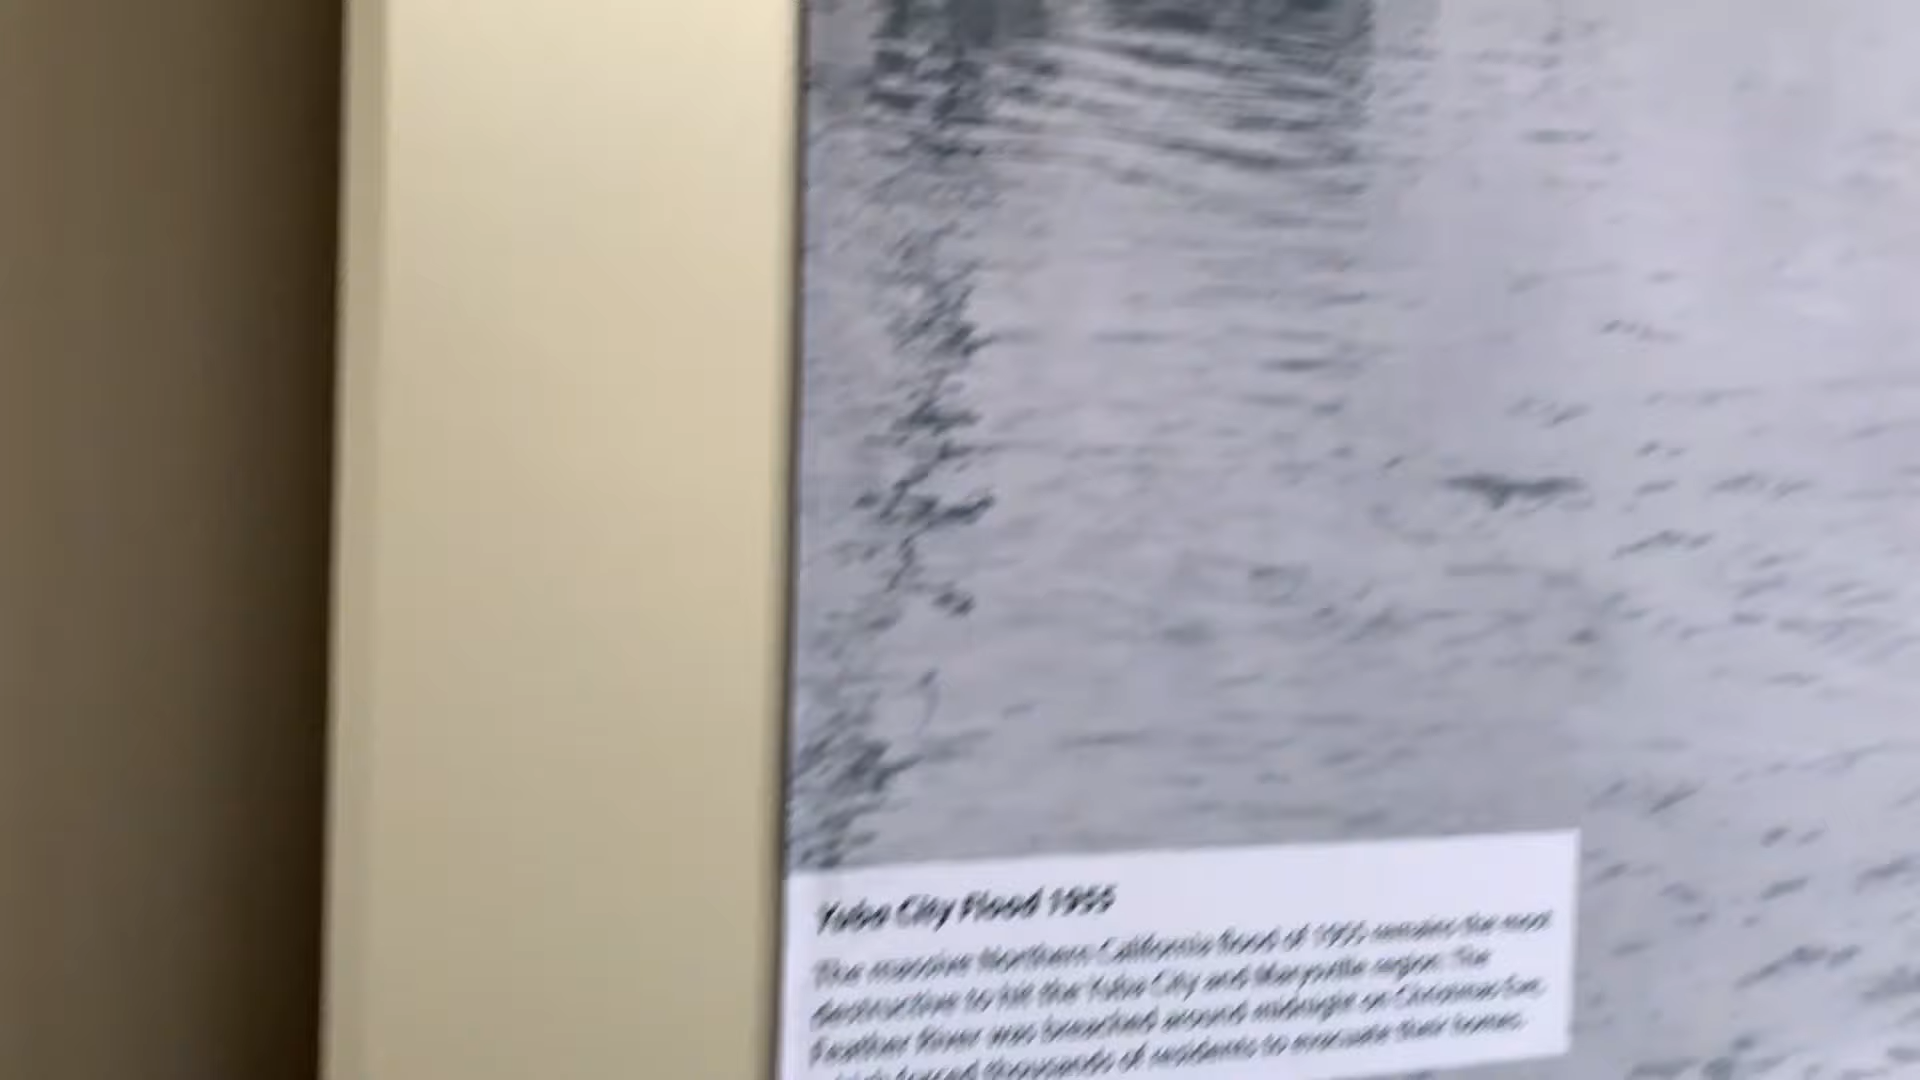 Yuba City Flood 1955
The massive Northern California flood of 1955 remains the most
destructive to hit the Yuba City and Marysville region. The
Feather River was breached around midnight on Christmas Eve,
forced thousands of residents to evacuate their homes.